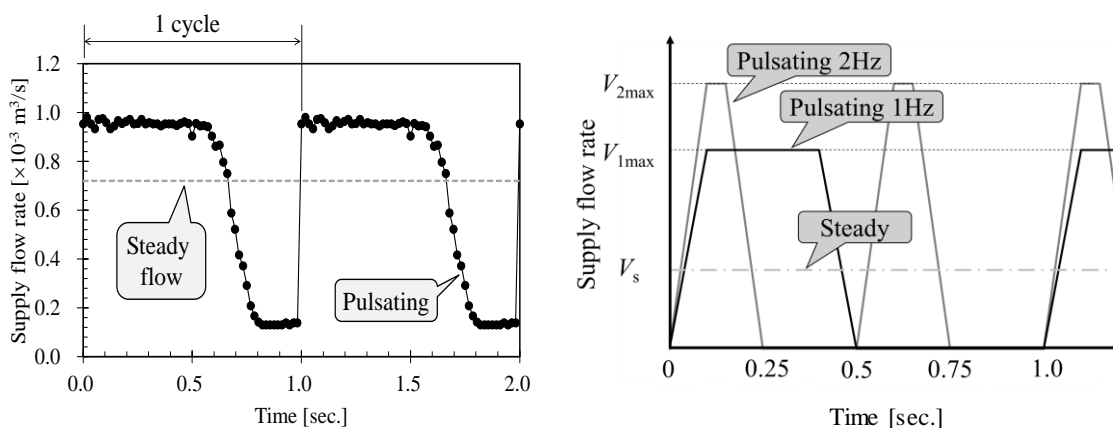 1 cycle
Supply flow rate [×10⁻³ m³/s]
1.2
1.0
0.8
0.6
0.4
0.2
0.0
Steady
flow
Pulsating
0.0
0.5
1.0
1.5
2.0
Time [sec.]
Supply flow rate
V2max
V1max
Vs
Pulsating 2Hz
Pulsating 1Hz
Steady
0
0.25
0.5
0.75
1.0
Time [sec.]